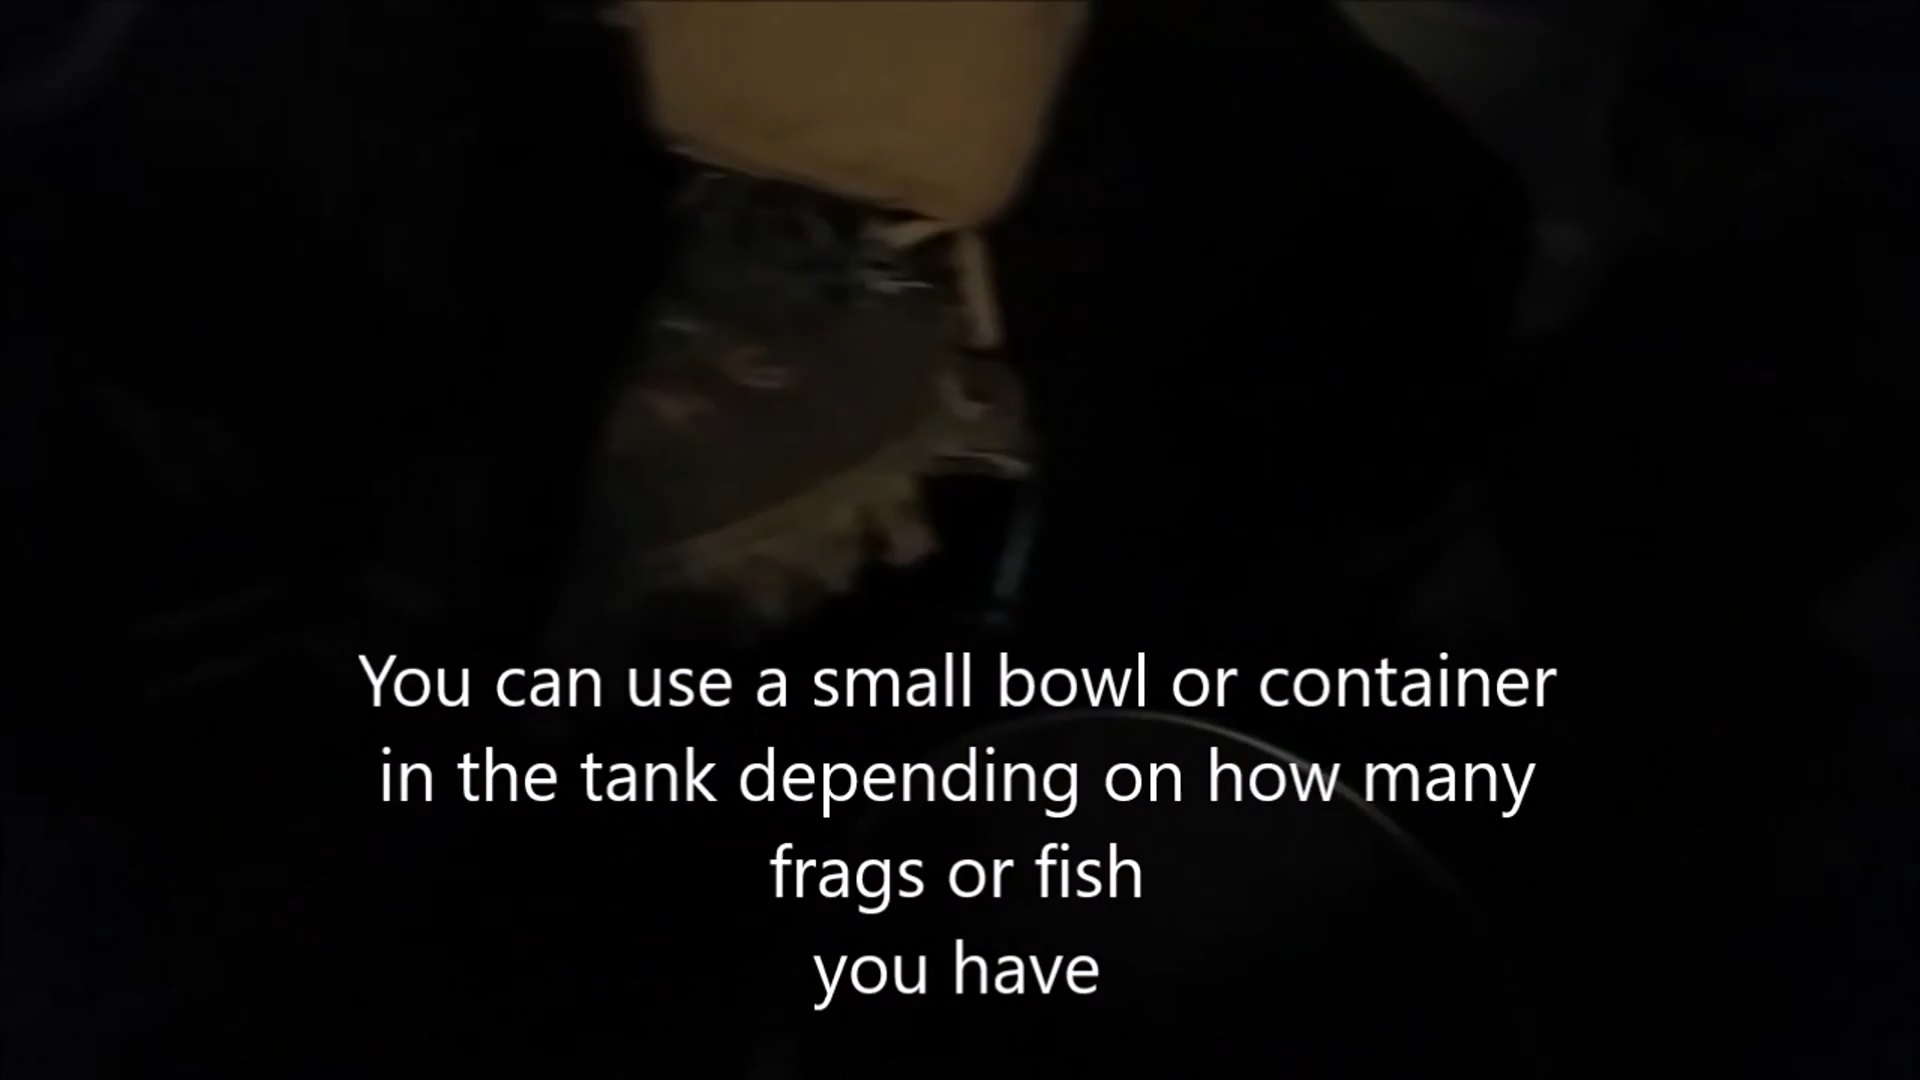 You can use a small bowl or container
in the tank depending on how many
frags or fish
you have